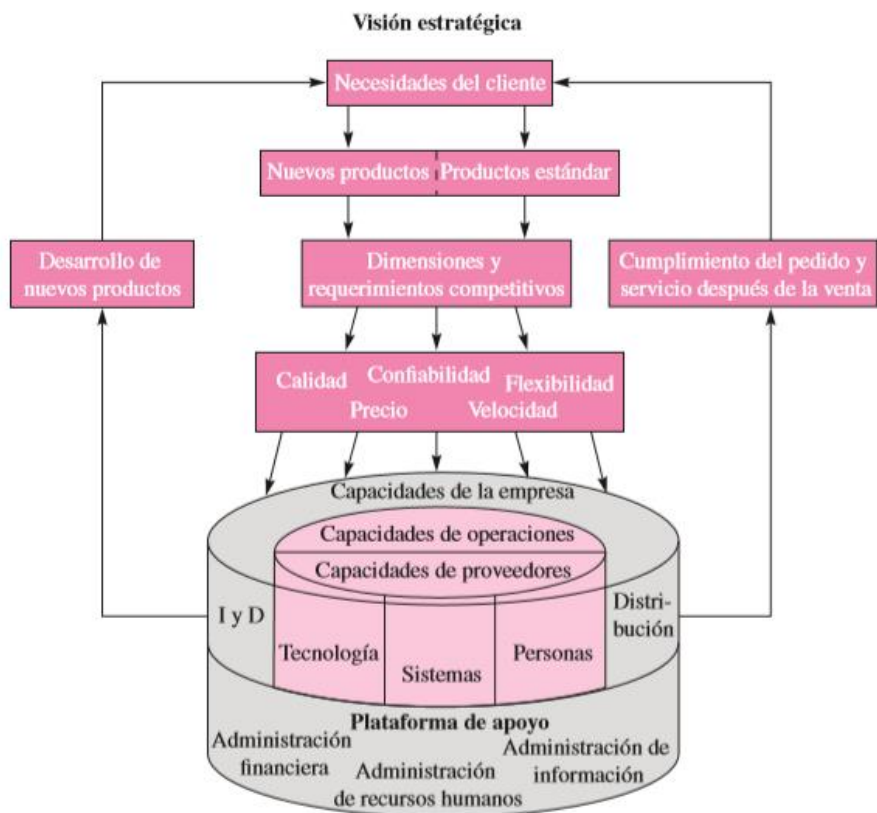 Visión estratégica
Necesidades del cliente
Nuevos productos
Productos estándar
Desarrollo de
nuevos productos
Dimensiones y
requerimientos competitivos
Cumplimiento del pedido y
servicio después de la venta
Calidad
Confiabilidad
Flexibilidad
Precio
Velocidad
Capacidades de la empresa
Capacidades de operaciones
Capacidades de proveedores
I y D
Tecnología
Sistemas
Personas
Distri-
bución
Plataforma de apoyo
Administración
financiera
Administración
de recursos humanos
Administración de
información